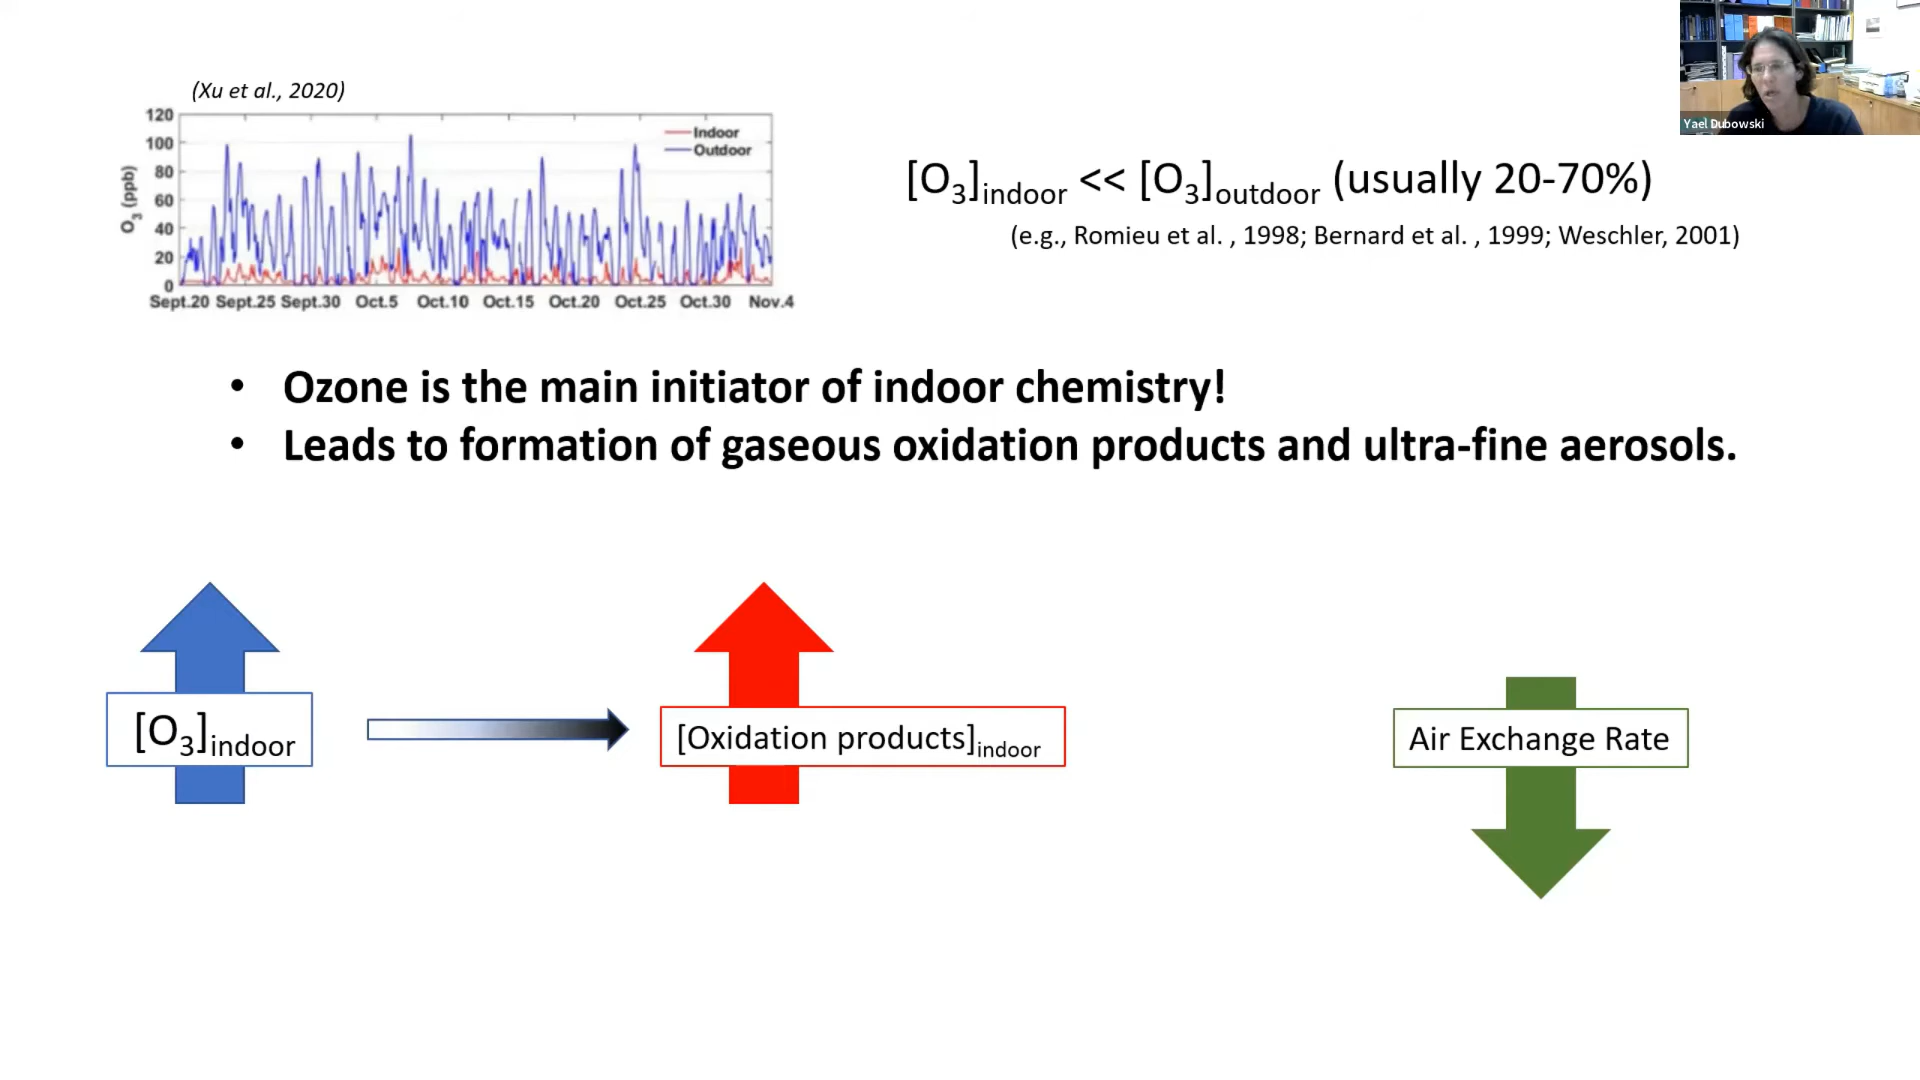 (Xu et al., 2020)
120
100
80
60
40
20
0
O3 (ppb)
Indoor
Outdoor
Sept.20 Sept.25 Sept.30 Oct.5 Oct.10 Oct.15 Oct.20 Oct.25 Oct.30 Nov.4
Yael Dubowski
[O3]indoor << [O3]outdoor (usually 20-70%)
(e.g., Romieu et al. , 1998; Bernard et al. , 1999; Weschler, 2001)
• Ozone is the main initiator of indoor chemistry!
• Leads to formation of gaseous oxidation products and ultra-fine aerosols.
[O3]indoor
[Oxidation products]indoor
Air Exchange Rate